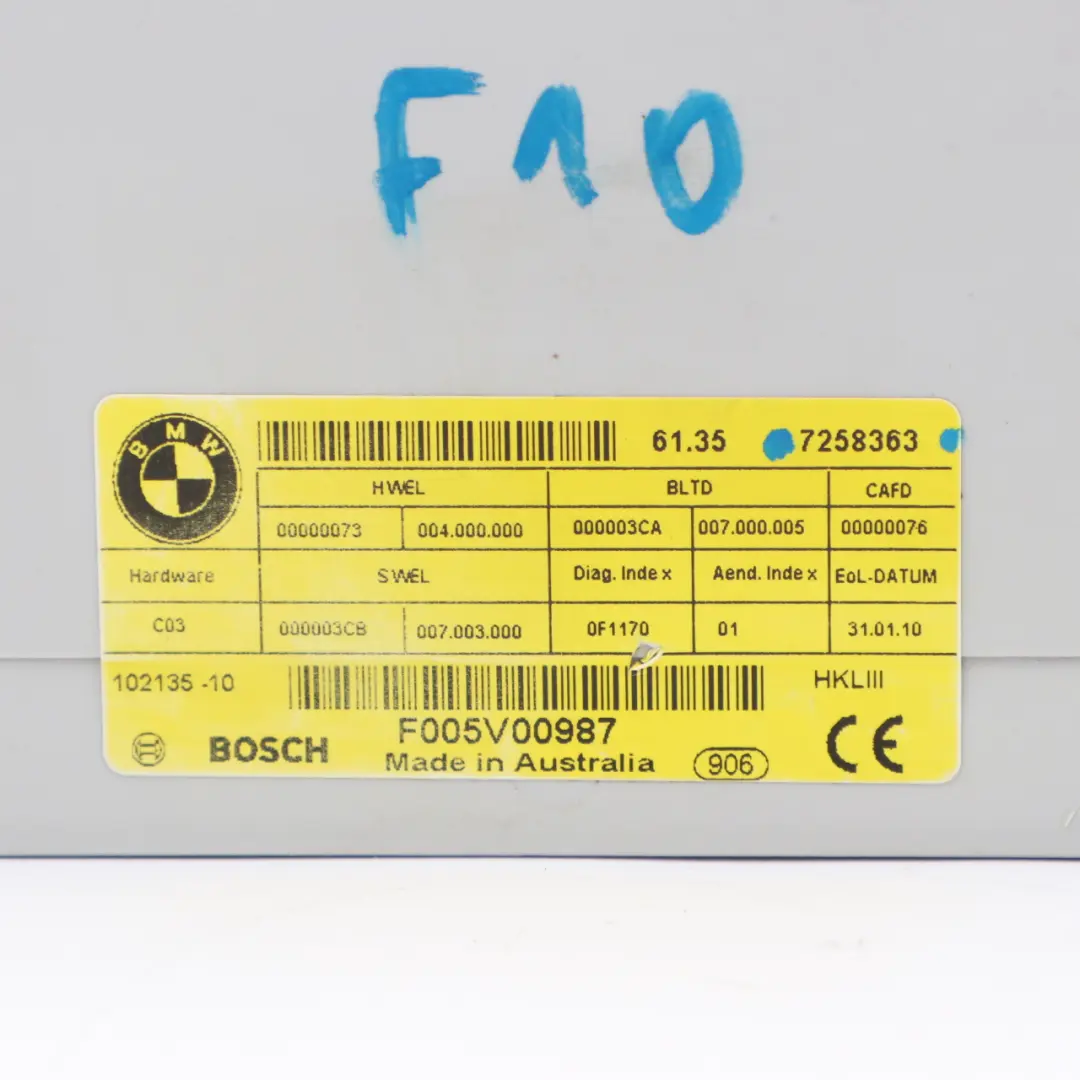 F10
BMW
61.35 7258363
HWEL BLTD CAFD
00000073 004.000.000 000003CA 007.000.005 00000076
Hardware SWEL Diag. Index Aend. Index EoL-DATUM
C03 000003CB 007.003.000 0F1170 01 31.01.10
102135 -10 HKLIII
F005V00987
BOSCH Made in Australia 906 CE